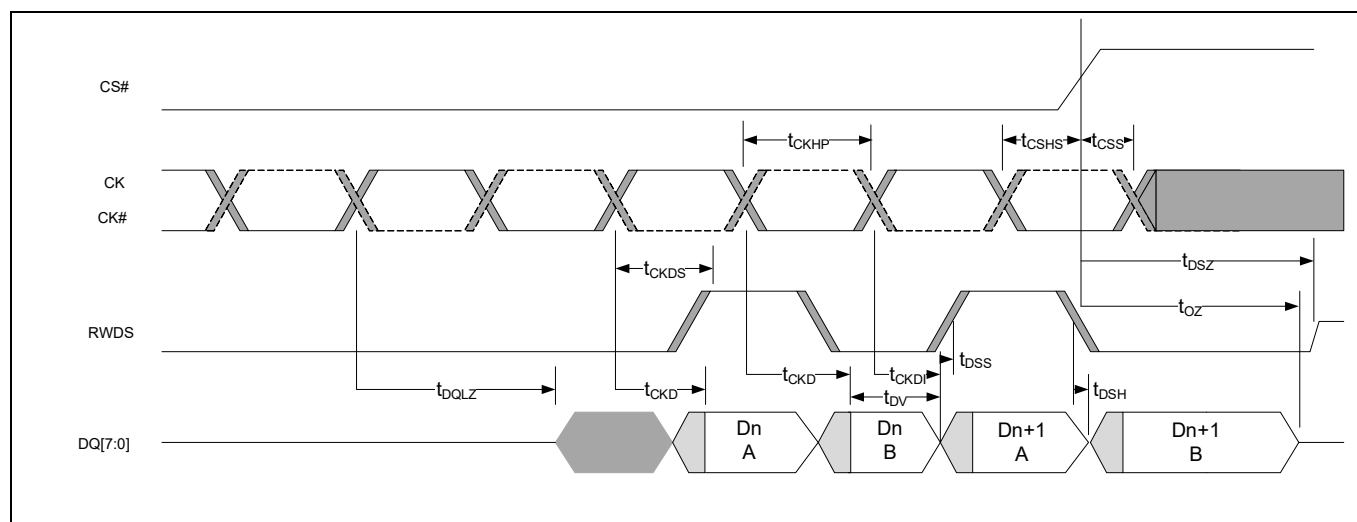 CS#
tCKHP
tCSHS
tCSS
CK
CK#
tCKDS
tDSZ
tOZ
RWDS
tDSS
tCKD
tCKDI
tDQLZ
tCKD
tDV
tDSH
DQ[7:0]
Dn
A
Dn
B
Dn+1
A
Dn+1
B